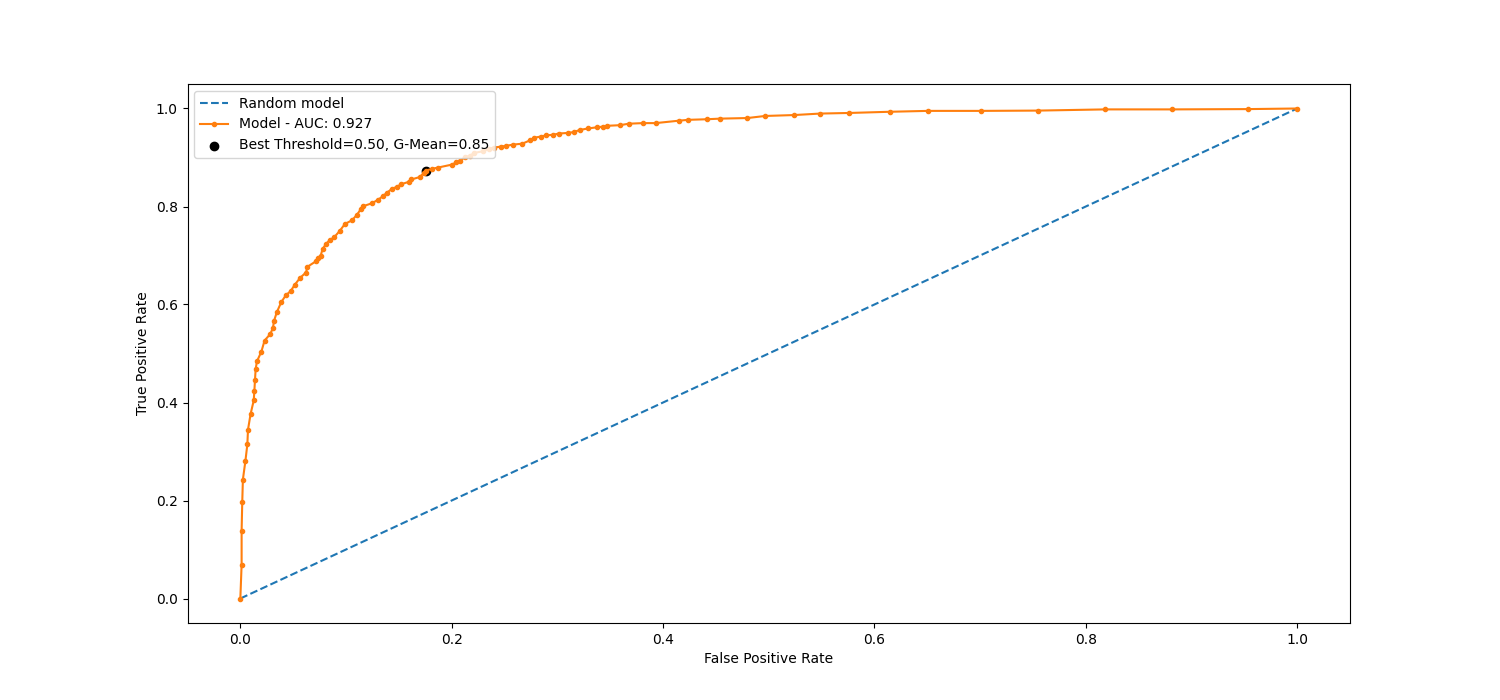 Random model
Model - AUC: 0.927
Best Threshold=0.50, G-Mean=0.85
1.0
0.8
0.6
0.4
0.2
0.0
True Positive Rate
0.0 0.2 0.4 0.6 0.8 1.0
False Positive Rate